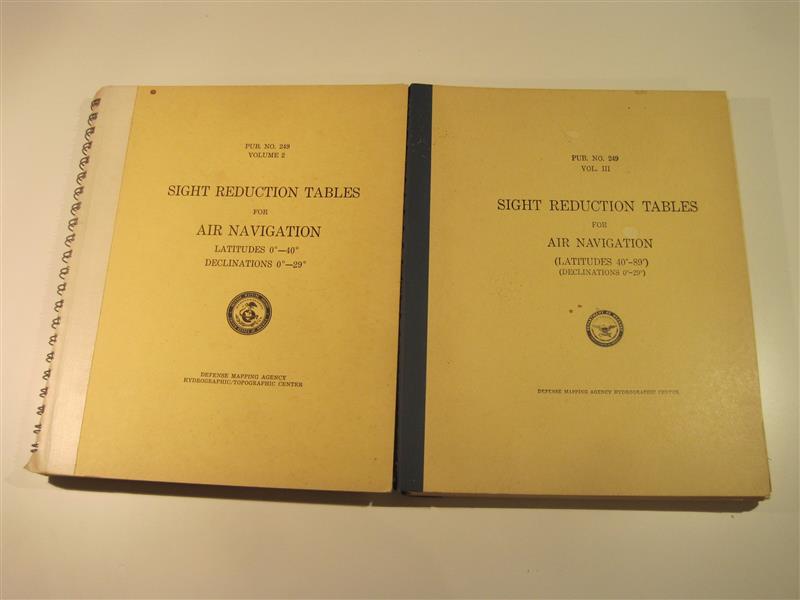 PUB. NO. 249
VOLUME 2
SIGHT REDUCTION TABLES
FOR
AIR NAVIGATION
LATITUDES 0°—40°
DECLINATIONS 0°—29°
DEFENSE MAPPING AGENCY
HYDROGRAPHIC/TOPOGRAPHIC CENTER
PUB. NO. 249
VOL. III
SIGHT REDUCTION TABLES
FOR
AIR NAVIGATION
(LATITUDES 40°–89°)
(DECLINATIONS 0°–29°)
DEFENSE MAPPING AGENCY HYDROGRAPHIC CENTER